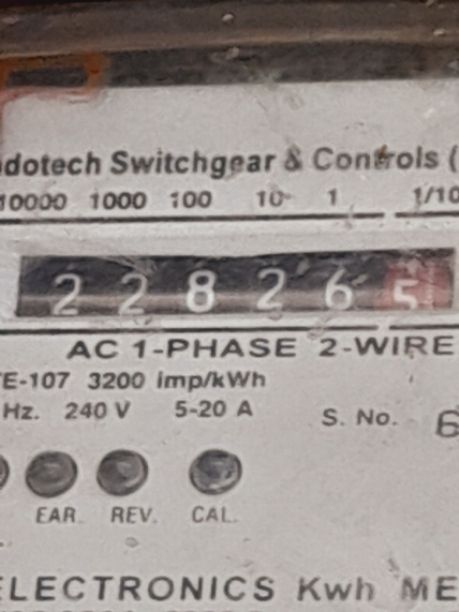 dotech Switchgear & Controls (
10000 1000 100 10 1 1/10
2 2 8 2 6 5
AC 1-PHASE 2-WIRE
E-107 3200 imp/kWh
Hz. 240 V 5-20 A
S. No. 6
EAR. REV. CAL.
ELECTRONICS Kwh ME